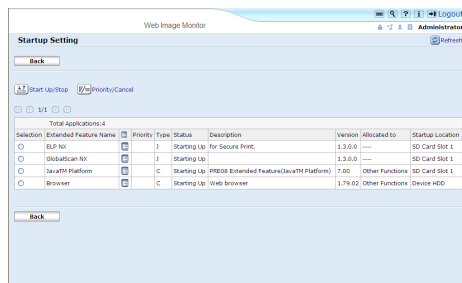 Logout
Web Image Monitor
Administrator
Startup Setting
Refresh
Back
Start Up/Stop Priority/Cancel
1/1
Total Applications:4
Selection Extended Feature Name Priority Type Status Description Version Allocated to Startup Location
ELP NX J Starting Up for Secure Print. 1.3.0.0 ---- SD Card Slot 1
GlobalScan NX J Starting Up 1.3.0.0 ---- SD Card Slot 1
JavaTM Platform C Starting Up PRE08 Extended Feature(JavaTM Platform) 7.00 Other Functions SD Card Slot 1
Browser C Starting Up Web browser 1.79.02 Other Functions Device HDD
Back